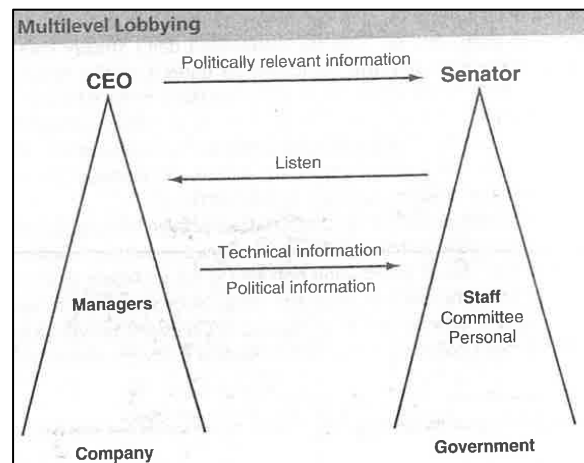 Multilevel Lobbying
Politically relevant information
CEO
Senator
Listen
Technical information
Political information
Managers
Staff
Committee
Personal
Company
Government